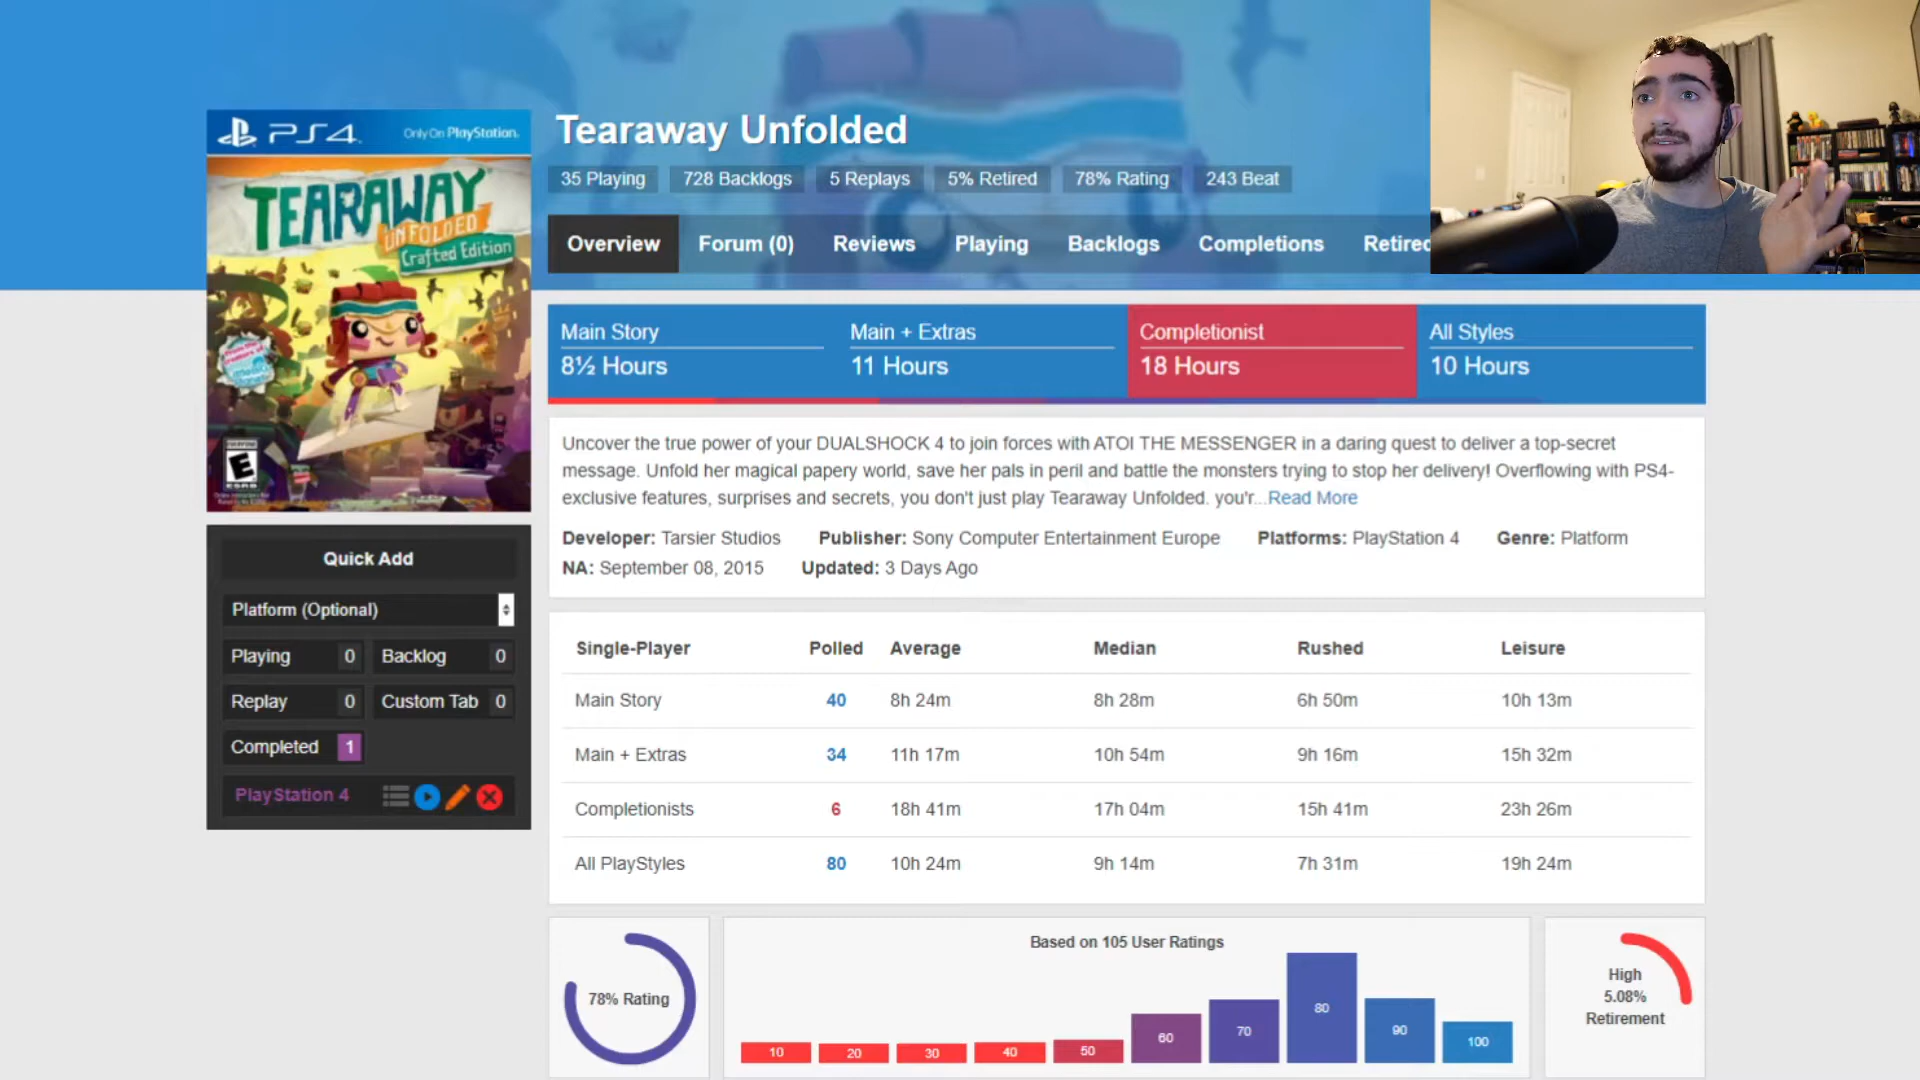 PS4
Only On PlayStation.
TEARAWAY
UNFOLDED
Crafted Edition
E
Tearaway Unfolded
35 Playing 728 Backlogs 5 Replays 5% Retired 78% Rating 243 Beat
Overview Forum (0) Reviews Playing Backlogs Completions Retired
Main Story Main + Extras Completionist All Styles
8½ Hours 11 Hours 18 Hours 10 Hours
Uncover the true power of your DUALSHOCK 4 to join forces with ATOI THE MESSENGER in a daring quest to deliver a top-secret
message. Unfold her magical papery world, save her pals in peril and battle the monsters trying to stop her delivery! Overflowing with PS4-
exclusive features, surprises and secrets, you don't just play Tearaway Unfolded. you'r...Read More
Developer: Tarsier Studios Publisher: Sony Computer Entertainment Europe Platforms: PlayStation 4 Genre: Platform
NA: September 08, 2015 Updated: 3 Days Ago
Quick Add
Platform (Optional)
Playing 0 Backlog 0
Replay 0 Custom Tab 0
Completed 1
PlayStation 4
Single-Player Polled Average Median Rushed Leisure
Main Story 40 8h 24m 8h 28m 6h 50m 10h 13m
Main + Extras 34 11h 17m 10h 54m 9h 16m 15h 32m
Completionists 6 18h 41m 17h 04m 15h 41m 23h 26m
All PlayStyles 80 10h 24m 9h 14m 7h 31m 19h 24m
78% Rating
Based on 105 User Ratings
10 20 30 40 50 60 70 80 90 100
High
5.08%
Retirement